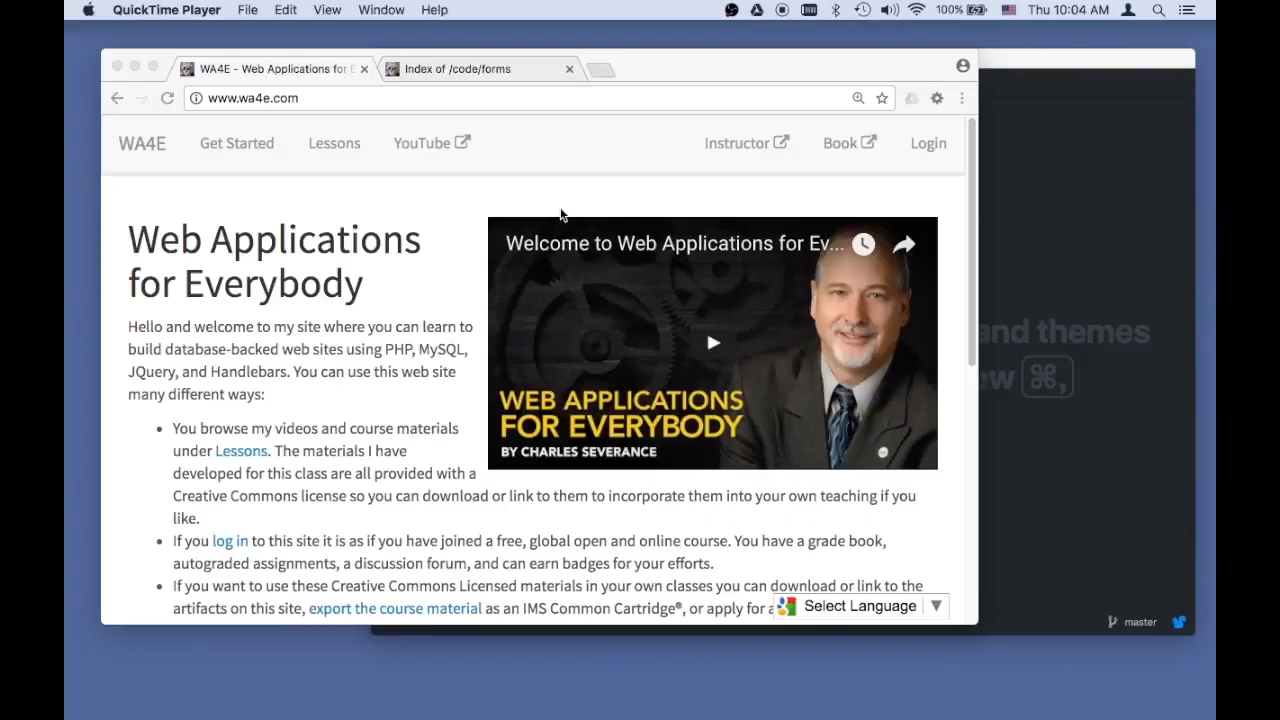 QuickTime Player File Edit View Window Help 100% Thu 10:04 AM
WA4E – Web Applications for E Index of /code/forms
www.wa4e.com
WA4E Get Started Lessons YouTube Instructor Book Login
Web Applications
for Everybody
Welcome to Web Applications for Ev...
WEB APPLICATIONS
FOR EVERYBODY
BY CHARLES SEVERANCE
Hello and welcome to my site where you can learn to
build database-backed web sites using PHP, MySQL,
JQuery, and Handlebars. You can use this web site
many different ways:
• You browse my videos and course materials
under Lessons. The materials I have
developed for this class are all provided with a
Creative Commons license so you can download or link to them to incorporate them into your own teaching if you
like.
• If you log in to this site it is as if you have joined a free, global open and online course. You have a grade book,
autograded assignments, a discussion forum, and can earn badges for your efforts.
• If you want to use these Creative Commons Licensed materials in your own classes you can download or link to the
artifacts on this site, export the course material as an IMS Common Cartridge®, or apply for a
Select Language ▼
and themes
⌘,
master